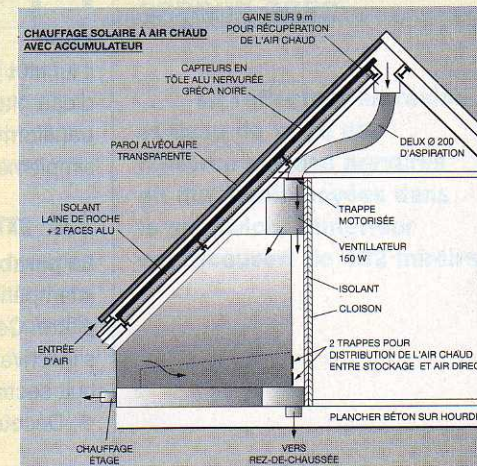 CHAUFFAGE SOLAIRE À AIR CHAUD
AVEC ACCUMULATEUR
GAINE SUR 9 m
POUR RÉCUPÉRATION
DE L'AIR CHAUD
CAPTEURS EN
TÔLE ALU NERVURÉE
GRÉCA NOIRE
PAROI ALVÉOLAIRE
TRANSPARENTE
DEUX Ø 200
D'ASPIRATION
ISOLANT
LAINE DE ROCHE
+ 2 FACES ALU
TRAPPE
MOTORISÉE
VENTILLATEUR
150 W
ISOLANT
CLOISON
ENTRÉE
D'AIR
2 TRAPPES POUR
DISTRIBUTION DE L'AIR CHAUD
ENTRE STOCKAGE ET AIR DIREC
PLANCHER BÉTON SUR HOURDI
CHAUFFAGE
ÉTAGE
VERS
REZ-DE-CHAUSSÉE